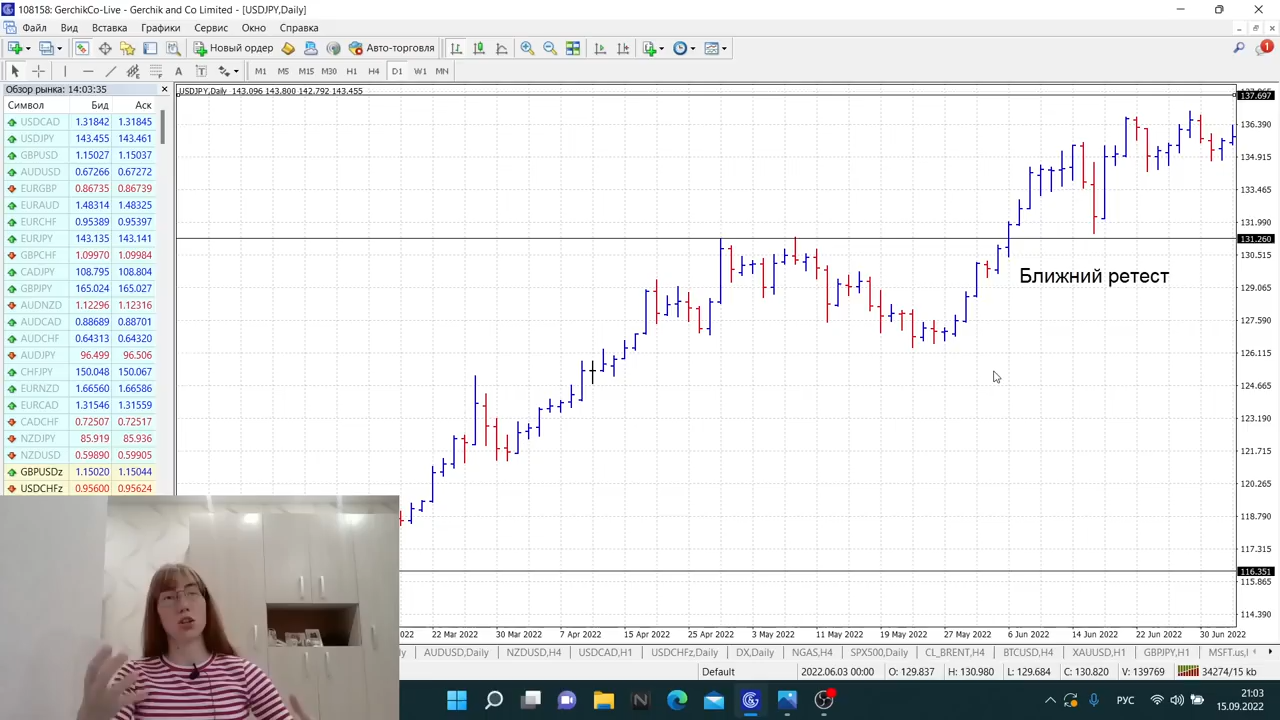 108158: GerchikCo-Live - Gerchik and Co Limited - [USDJPY,Daily]
Файл Вид Вставка Графики Сервис Окно Справка
Новый ордер Авто-торговля 1
A T M1 M5 M15 M30 H1 H4 D1 W1 MN
Обзор рынка: 14:03:35
Символ Бид Аск
USDCAD 1.31842 1.31845
USDJPY 143.455 143.461
GBPUSD 1.15027 1.15037
AUDUSD 0.67266 0.67272
EURGBP 0.86735 0.86739
EURAUD 1.48314 1.48325
EURCHF 0.95389 0.95397
EURJPY 143.135 143.141
GBPCHF 1.09970 1.09984
CADJPY 108.795 108.804
GBPJPY 165.024 165.027
AUDNZD 1.12296 1.12316
AUDCAD 0.88689 0.88701
AUDCHF 0.64313 0.64320
AUDJPY 96.499 96.506
CHFJPY 150.048 150.067
EURNZD 1.66560 1.66586
EURCAD 1.31546 1.31559
CADCHF 0.72507 0.72517
NZDJPY 85.919 85.936
NZDUSD 0.59890 0.59905
GBPUSDz 1.15020 1.15044
USDCHFz 0.95600 0.95624
USDJPY,Daily 143.096 143.800 142.792 143.455
137.697
136.390
134.915
133.465
131.990
131.260
130.515
Ближний ретест
129.065
127.590
126.115
124.665
123.190
121.715
120.265
118.790
117.315
116.351
115.865
114.390
2022 22 Mar 2022 30 Mar 2022 7 Apr 2022 15 Apr 2022 25 Apr 2022 3 May 2022 11 May 2022 19 May 2022 27 May 2022 6 Jun 2022 14 Jun 2022 22 Jun 2022 30 Jun 2022
AUDUSD,Daily NZDUSD,H4 USDCAD,H1 USDCHFz,Daily DX,Daily NGAS,H4 SPX500,Daily CL_BRENT,H4 BTCUSD,H4 XAUUSD,H1 GBPJPY,H1 MSFT.us,
Default 2022.06.03 00:00 O: 129.837 H: 130.980 L: 129.684 C: 130.820 V: 139769 34274/15 kb
РУС
21:03
15.09.2022